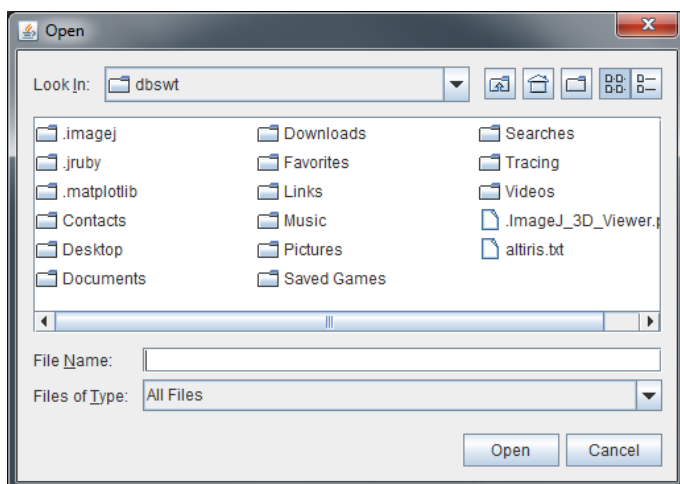 Open
Look In: dbswt
.imagej Downloads Searches
.jruby Favorites Tracing
.matplotlib Links Videos
Contacts Music .ImageJ_3D_Viewer.p
Desktop Pictures altiris.txt
Documents Saved Games
File Name:
Files of Type: All Files
Open Cancel